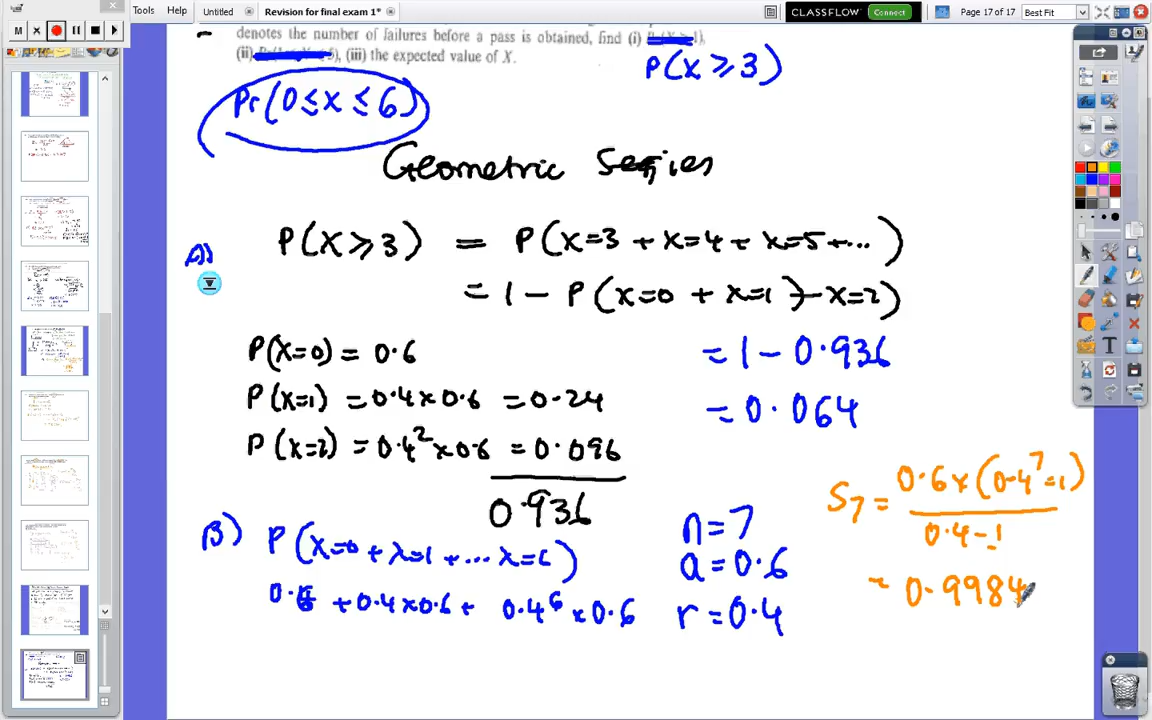 Tools Help Untitled Revision for final exam 1* CLASSFLOW Connect Page 17 of 17 Best Fit
denotes the number of failures before a pass is obtained, find (i)
(ii) , (iii) the expected value of X.
P(X ≥ 3)
Pr(0 ≤ x ≤ 6)
Geometric Series
A)
P(X ≥ 3) = P(x=3 + x=4 + x=5 + ...)
= 1 - P(x=0 + x=1) - x=2)
P(X=0) = 0.6
= 1 - 0.936
P(X=1) = 0.4 x 0.6 = 0.24
= 0.064
P(X=2) = 0.4² x 0.6 = 0.096
0.936
S₇ = 0.6 x (0.4⁷ - 1)
0.4 - 1
= 0.9984
B) P(X=0 + x=1 + ... x=6)
0.6 + 0.4 x 0.6 + 0.4⁶ x 0.6
n = 7
a = 0.6
r = 0.4